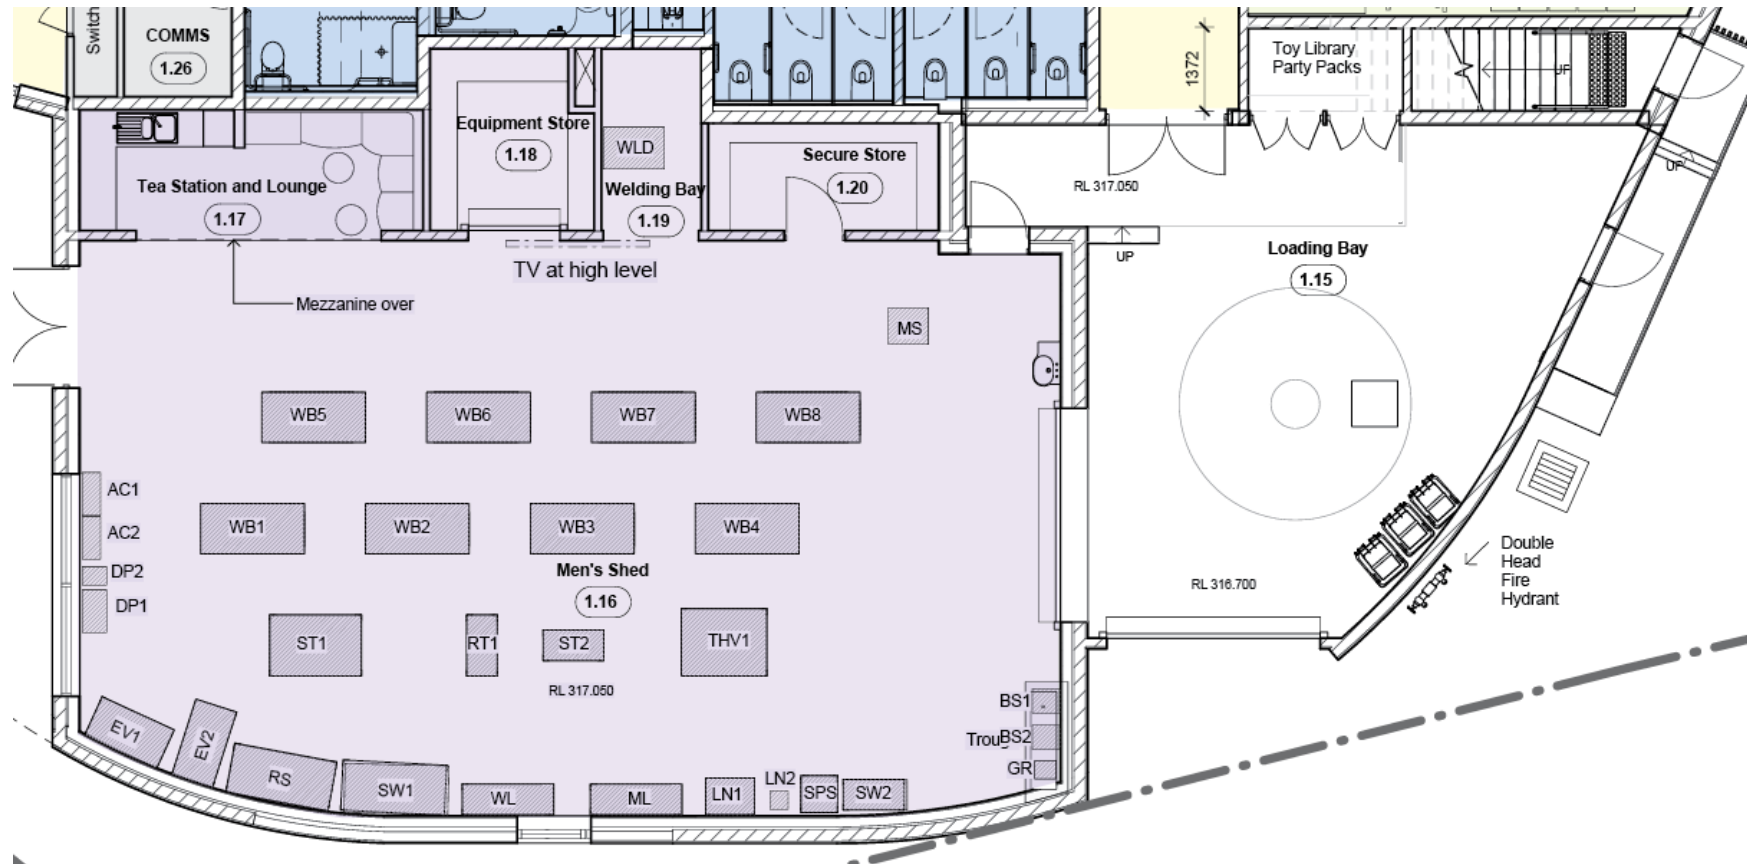 Switch
COMMS
1.26
1372
Toy Library
Party Packs
UP
Equipment Store
1.18
WLD
Secure Store
1.20
Tea Station and Lounge
1.17
Welding Bay
1.19
RL 317.050
UP
TV at high level
UP
Loading Bay
1.15
Mezzanine over
MS
WB5
WB6
WB7
WB8
AC1
AC2
WB1
WB2
WB3
WB4
DP2
DP1
Men's Shed
1.16
RL 316.700
Double
Head
Fire
Hydrant
ST1
RT1
ST2
THV1
RL 317.050
BS1
BS2
GR
EV1
EV2
RS
SW1
WL
ML
LN1
LN2
SPS
SW2